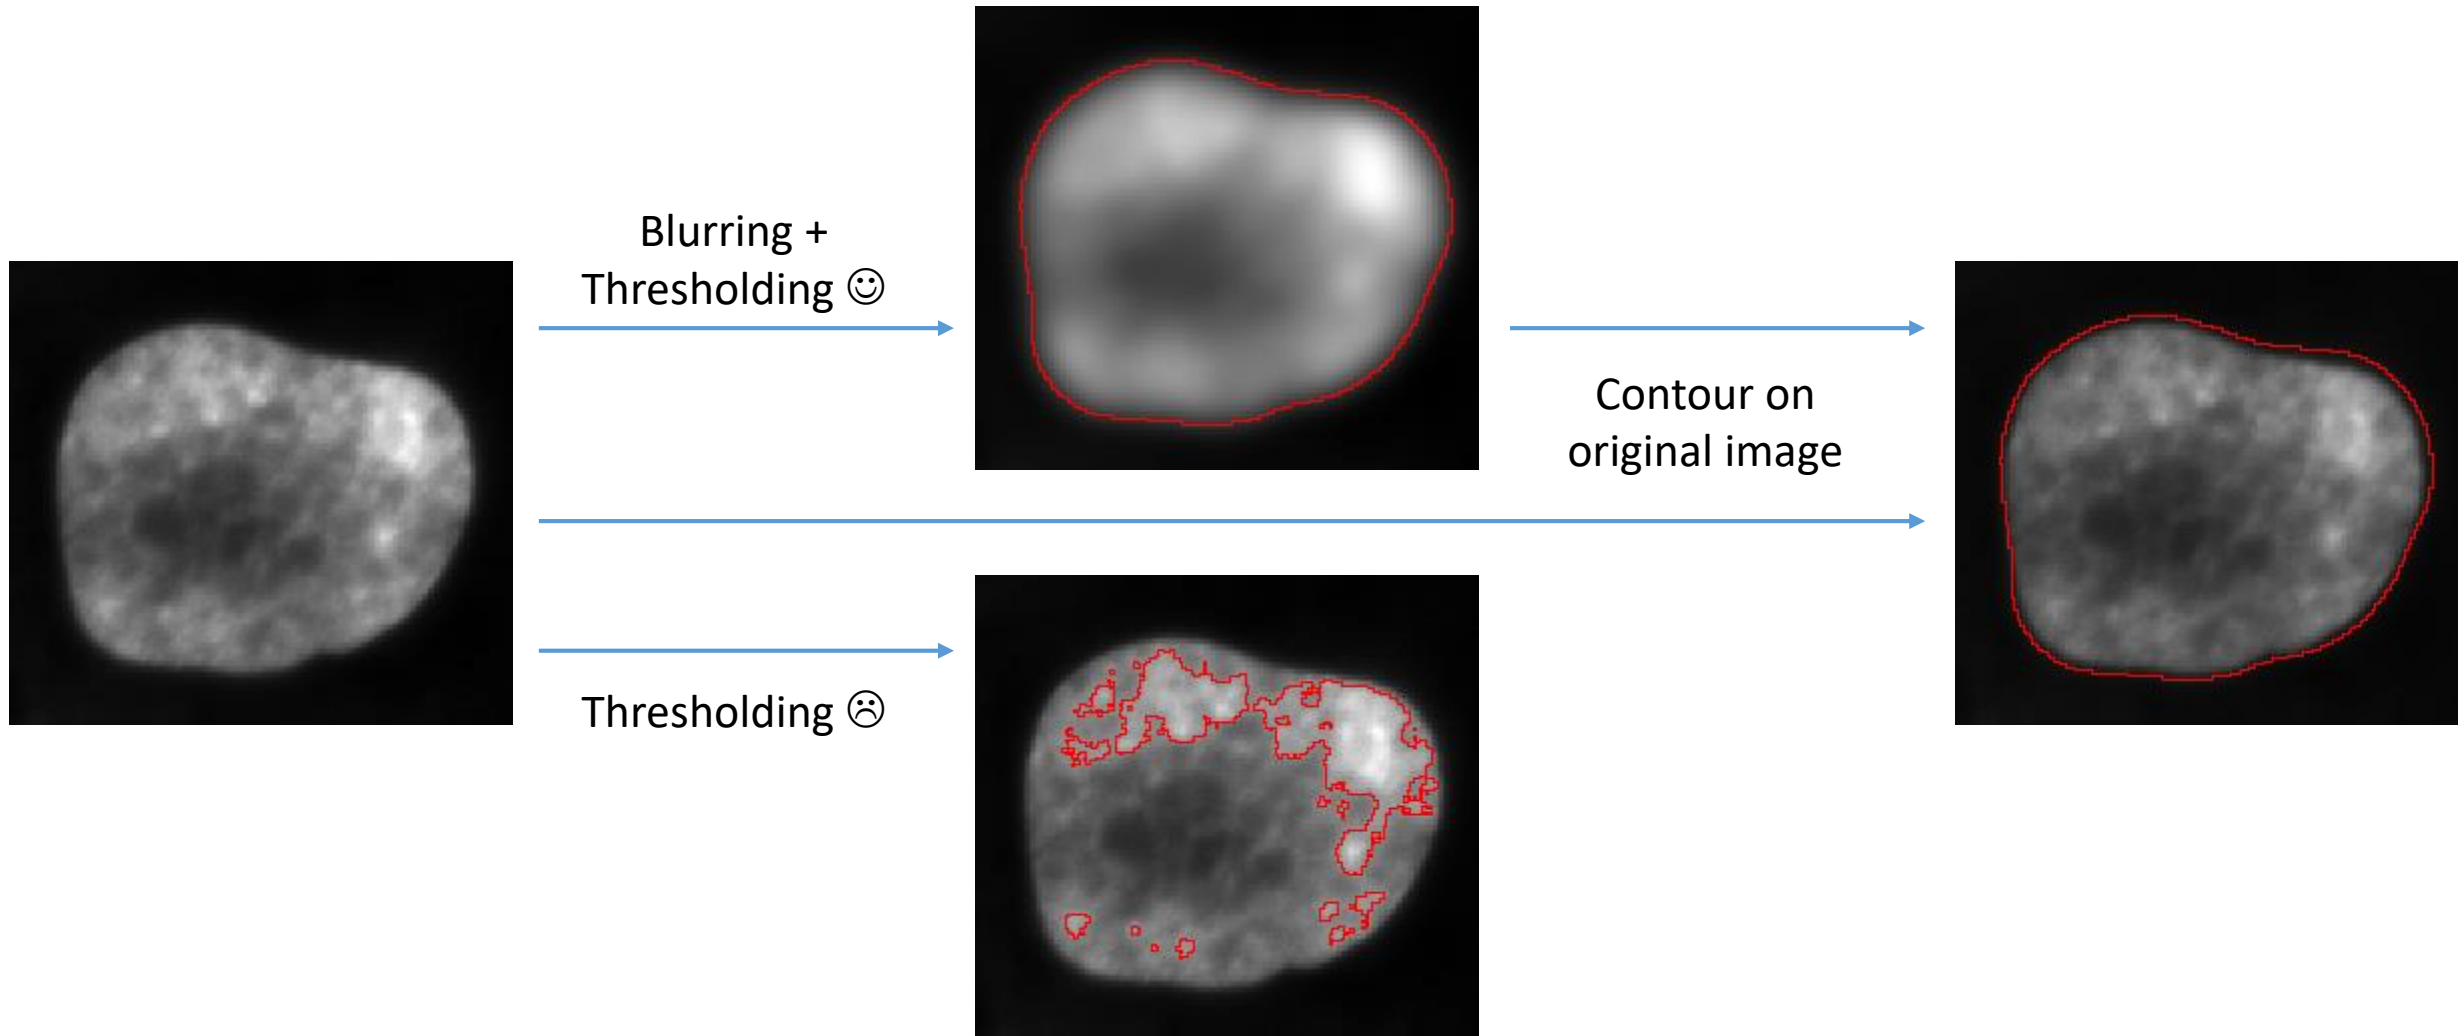 Blurring +
Thresholding ☺
Contour on
original image
Thresholding ☹